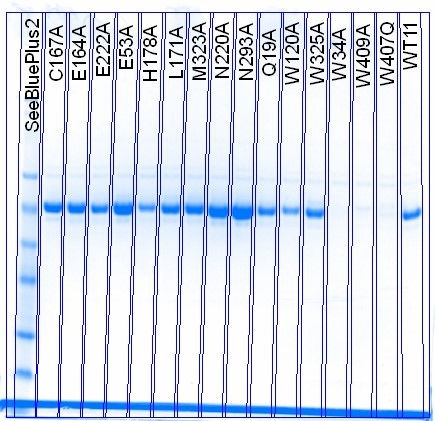 SeeBluePlus2
C167A
E164A
E222A
E53A
H178A
L171A
M323A
N220A
N293A
Q19A
W120A
W325A
W34A
W409A
W407Q
WT11